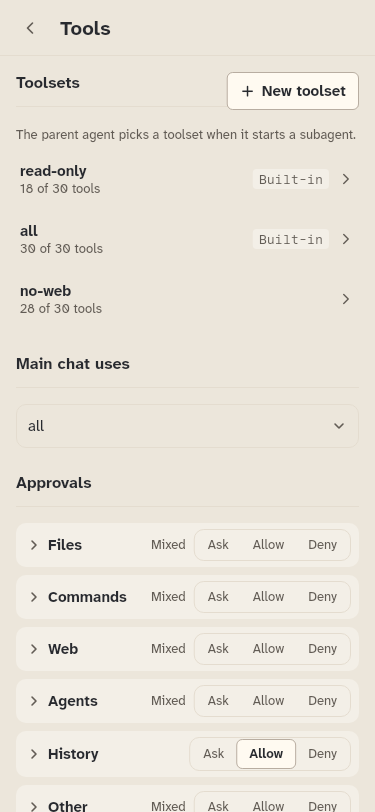 Tools
Toolsets
New toolset
The parent agent picks a toolset when it starts a subagent.
read-only
18 of 30 tools
Built-in
all
30 of 30 tools
Built-in
no-web
28 of 30 tools
Main chat uses
all
Approvals
Files Mixed Ask Allow Deny
Commands Mixed Ask Allow Deny
Web Mixed Ask Allow Deny
Agents Mixed Ask Allow Deny
History Ask Allow Deny
Other Mixed Ask Allow Deny